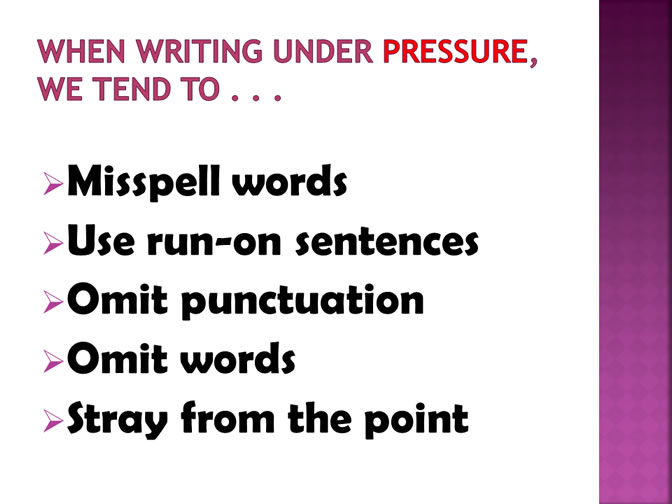 WHEN WRITING UNDER PRESSURE,
WE TEND TO . . .
Misspell words
Use run-on sentences
Omit punctuation
Omit words
Stray from the point